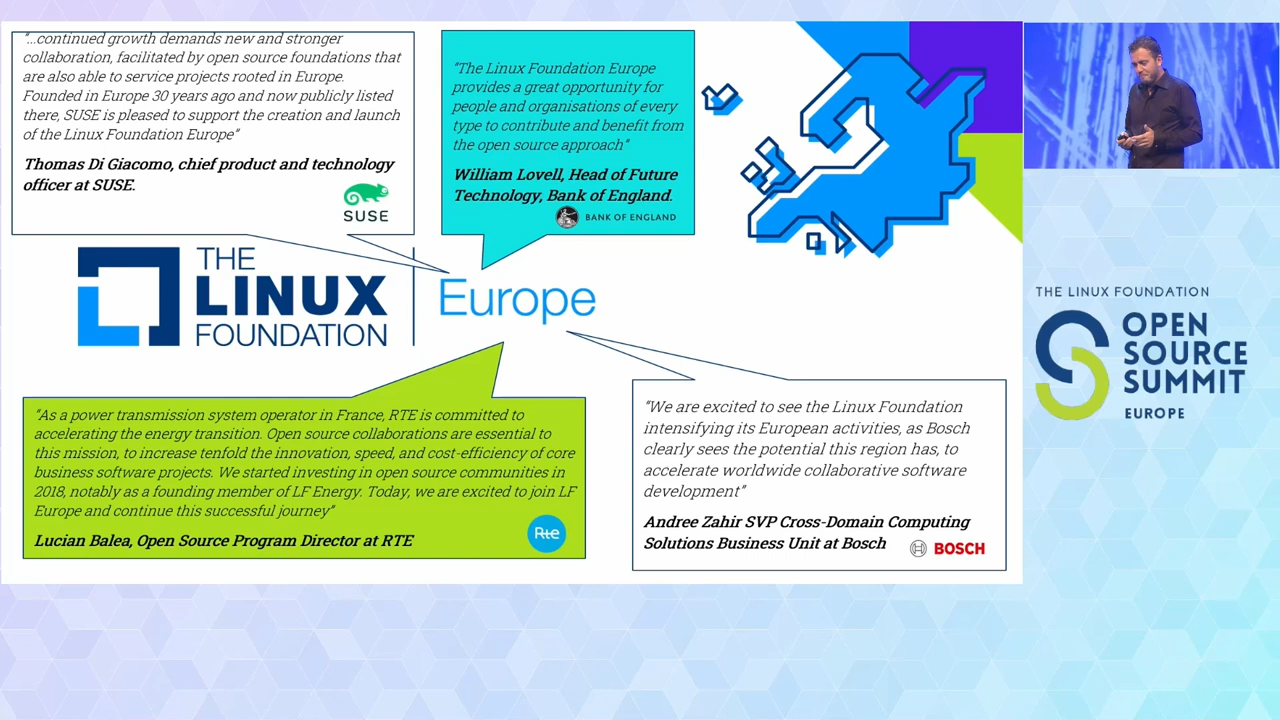 "...continued growth demands new and stronger
collaboration, facilitated by open source foundations that
are also able to service projects rooted in Europe.
Founded in Europe 30 years ago and now publicly listed
there, SUSE is pleased to support the creation and launch
of the Linux Foundation Europe"
Thomas Di Giacomo, chief product and technology
officer at SUSE.
SUSE
"The Linux Foundation Europe
provides a great opportunity for
people and organisations of every
type to contribute and benefit from
the open source approach"
William Lovell, Head of Future
Technology, Bank of England.
BANK OF ENGLAND
THE
LINUX
FOUNDATION
Europe
"As a power transmission system operator in France, RTE is committed to
accelerating the energy transition. Open source collaborations are essential to
this mission, to increase tenfold the innovation, speed, and cost-efficiency of core
business software projects. We started investing in open source communities in
2018, notably as a founding member of LF Energy. Today, we are excited to join LF
Europe and continue this successful journey"
Lucian Balea, Open Source Program Director at RTE
Rte
"We are excited to see the Linux Foundation
intensifying its European activities, as Bosch
clearly sees the potential this region has, to
accelerate worldwide collaborative software
development"
Andree Zahir SVP Cross-Domain Computing
Solutions Business Unit at Bosch
BOSCH
THE LINUX FOUNDATION
OPEN
SOURCE
SUMMIT
EUROPE